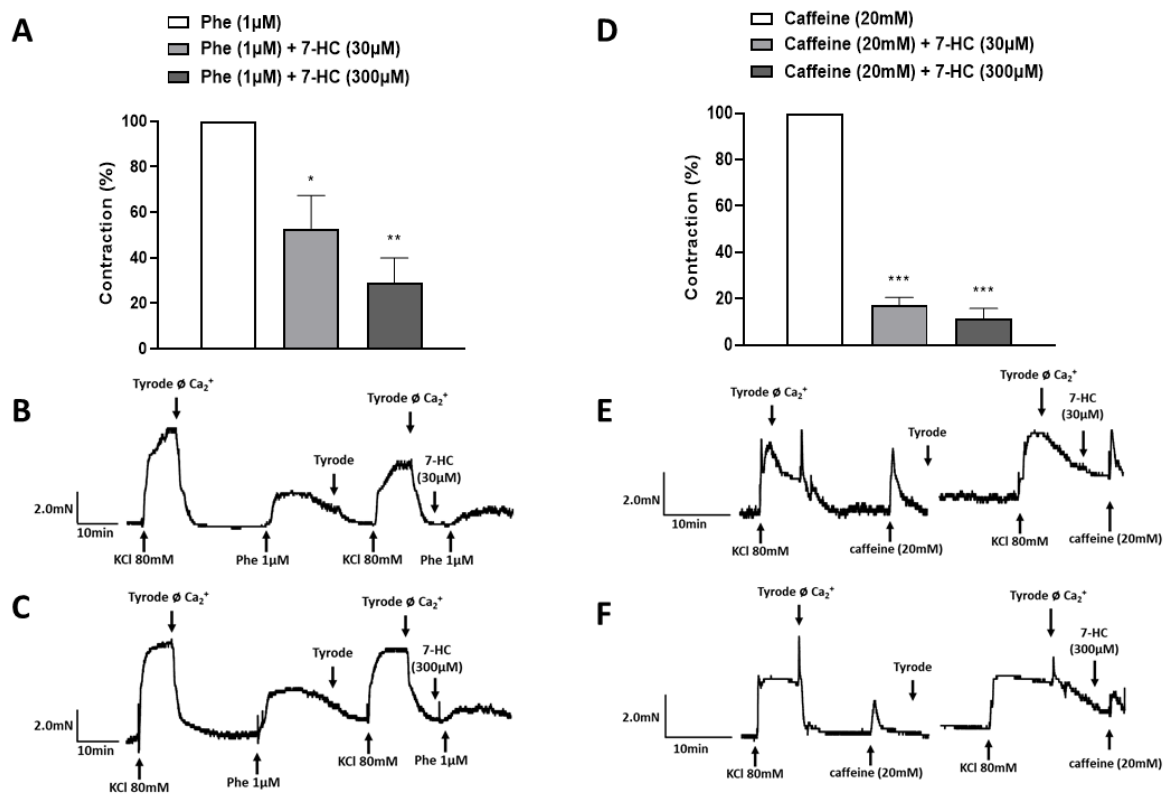 A
Phe (1µM)
Phe (1µM) + 7-HC (30µM)
Phe (1µM) + 7-HC (300µM)
Contraction (%)
100
80
60
40
20
0
*
**
B
Tyrode ø Ca₂⁺
Tyrode ø Ca₂⁺
Tyrode
7-HC
(30µM)
2.0mN
10min
KCl 80mM
Phe 1µM
KCl 80mM
Phe 1µM
C
Tyrode ø Ca₂⁺
Tyrode ø Ca₂⁺
Tyrode
7-HC
(300µM)
2.0mN
10min
KCl 80mM
Phe 1µM
KCl 80mM
Phe 1µM
D
Caffeine (20mM)
Caffeine (20mM) + 7-HC (30µM)
Caffeine (20mM) + 7-HC (300µM)
Contraction (%)
100
80
60
40
20
0
***
***
E
Tyrode ø Ca₂⁺
Tyrode
Tyrode ø Ca₂⁺
7-HC
(30µM)
2.0mN
10min
KCl 80mM
caffeine (20mM)
KCl 80mM
caffeine (20mM)
F
Tyrode ø Ca₂⁺
Tyrode
Tyrode ø Ca₂⁺
7-HC
(300µM)
2.0mN
10min
KCl 80mM
caffeine (20mM)
KCl 80mM
caffeine (20mM)